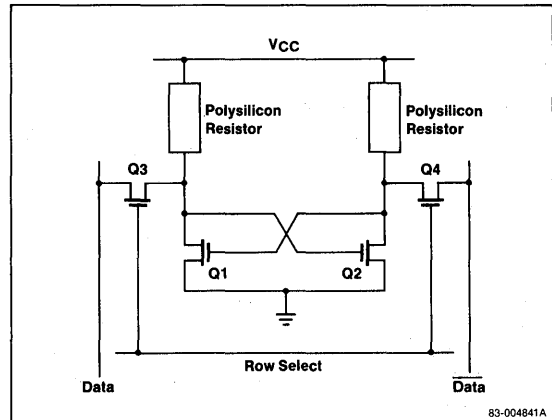 VCC
Polysilicon
Resistor
Polysilicon
Resistor
Q3
Q4
Q1
Q2
Row Select
Data
Data
83-004841A